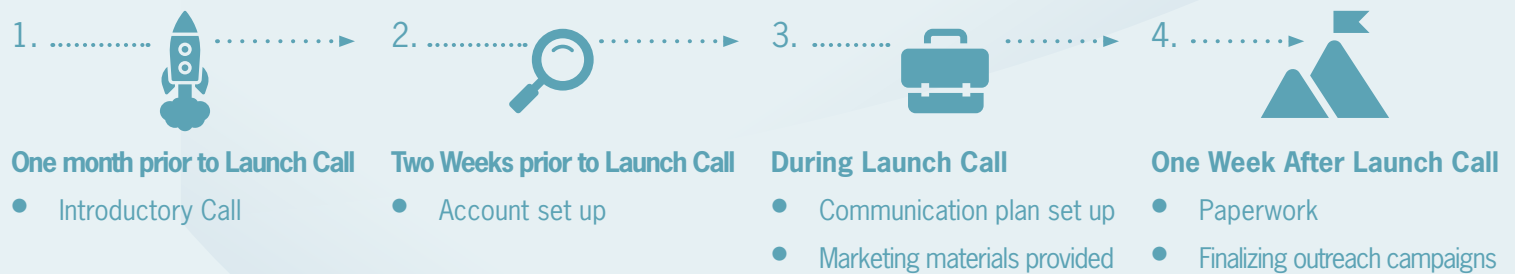 1.
One month prior to Launch Call
Introductory Call
2.
Two Weeks prior to Launch Call
Account set up
3.
During Launch Call
Communication plan set up
Marketing materials provided
4.
One Week After Launch Call
Paperwork
Finalizing outreach campaigns